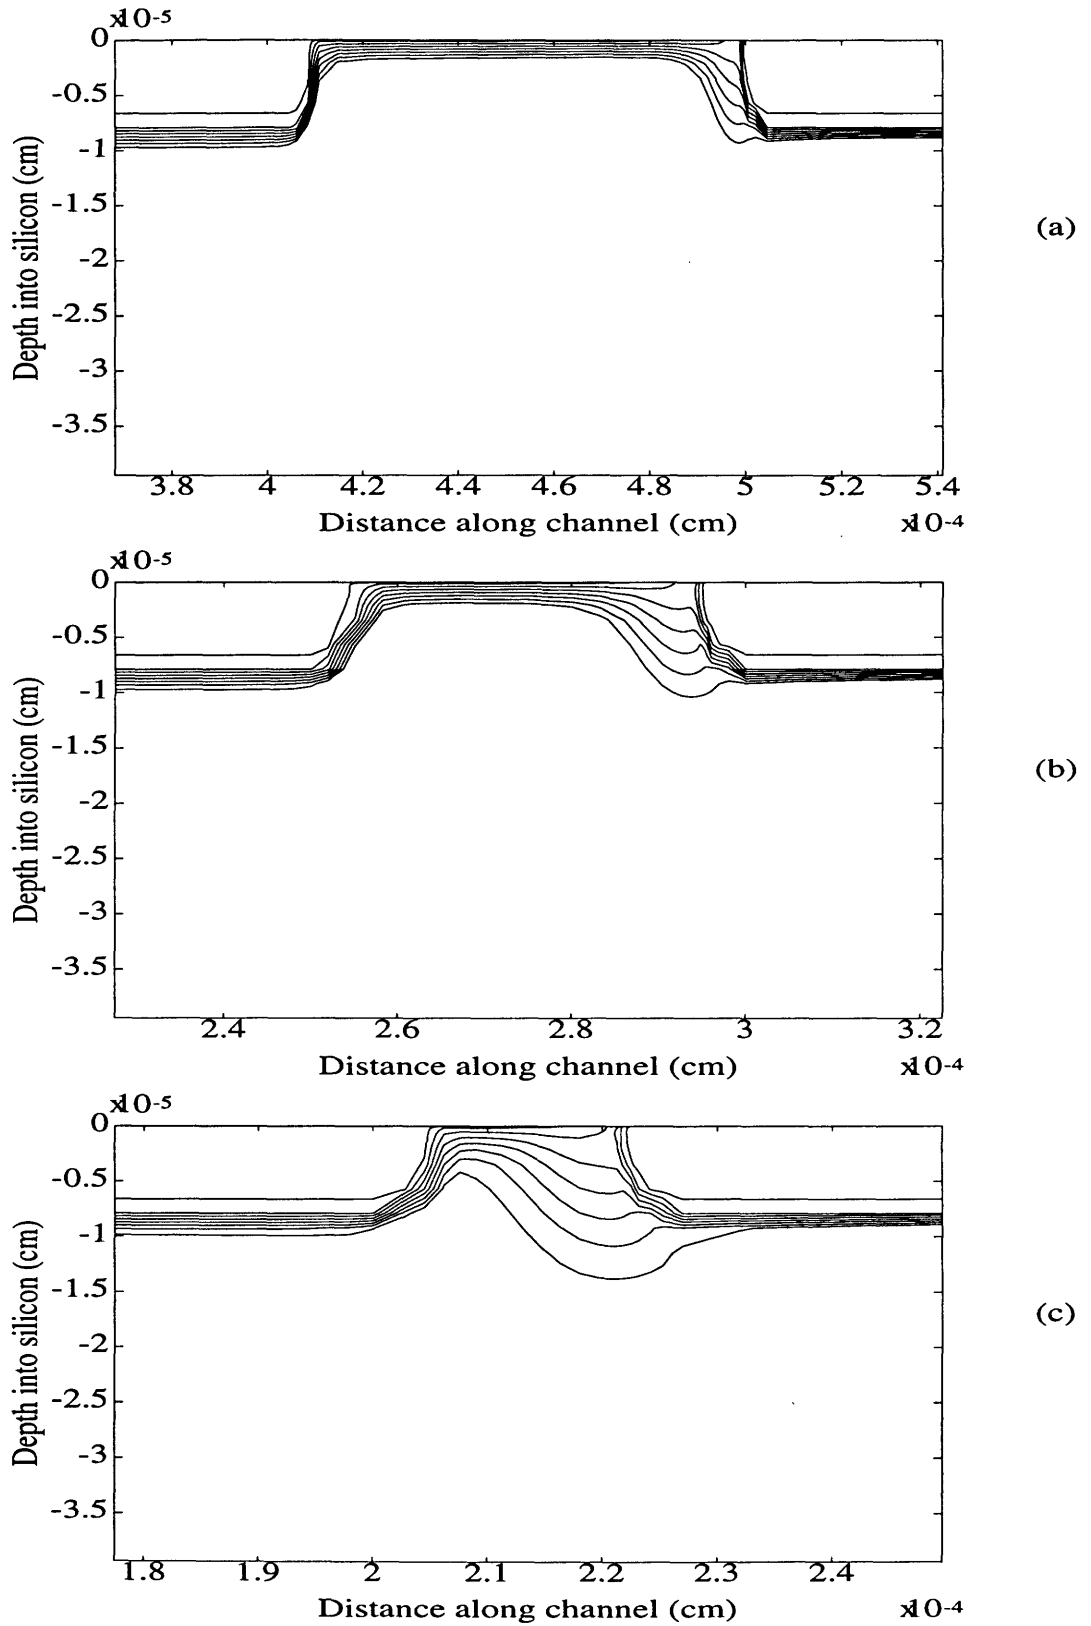 x10-5
0
-0.5
-1
-1.5
-2
-2.5
-3
-3.5
Depth into silicon (cm)
3.8 4 4.2 4.4 4.6 4.8 5 5.2 5.4
Distance along channel (cm)
x10-4
(a)
x10-5
0
-0.5
-1
-1.5
-2
-2.5
-3
-3.5
Depth into silicon (cm)
2.4 2.6 2.8 3 3.2
Distance along channel (cm)
x10-4
(b)
x10-5
0
-0.5
-1
-1.5
-2
-2.5
-3
-3.5
Depth into silicon (cm)
1.8 1.9 2 2.1 2.2 2.3 2.4
Distance along channel (cm)
x10-4
(c)